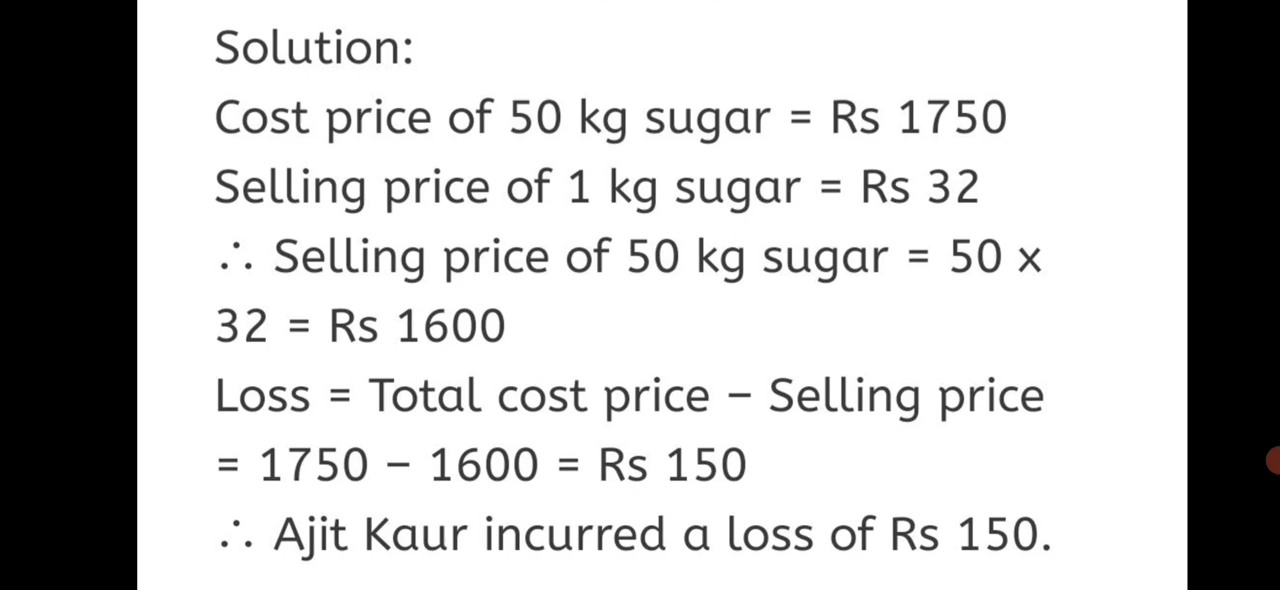 Solution:
Cost price of 50 kg sugar = Rs 1750
Selling price of 1 kg sugar = Rs 32
∴ Selling price of 50 kg sugar = 50 x
32 = Rs 1600
Loss = Total cost price – Selling price
= 1750 – 1600 = Rs 150
∴ Ajit Kaur incurred a loss of Rs 150.